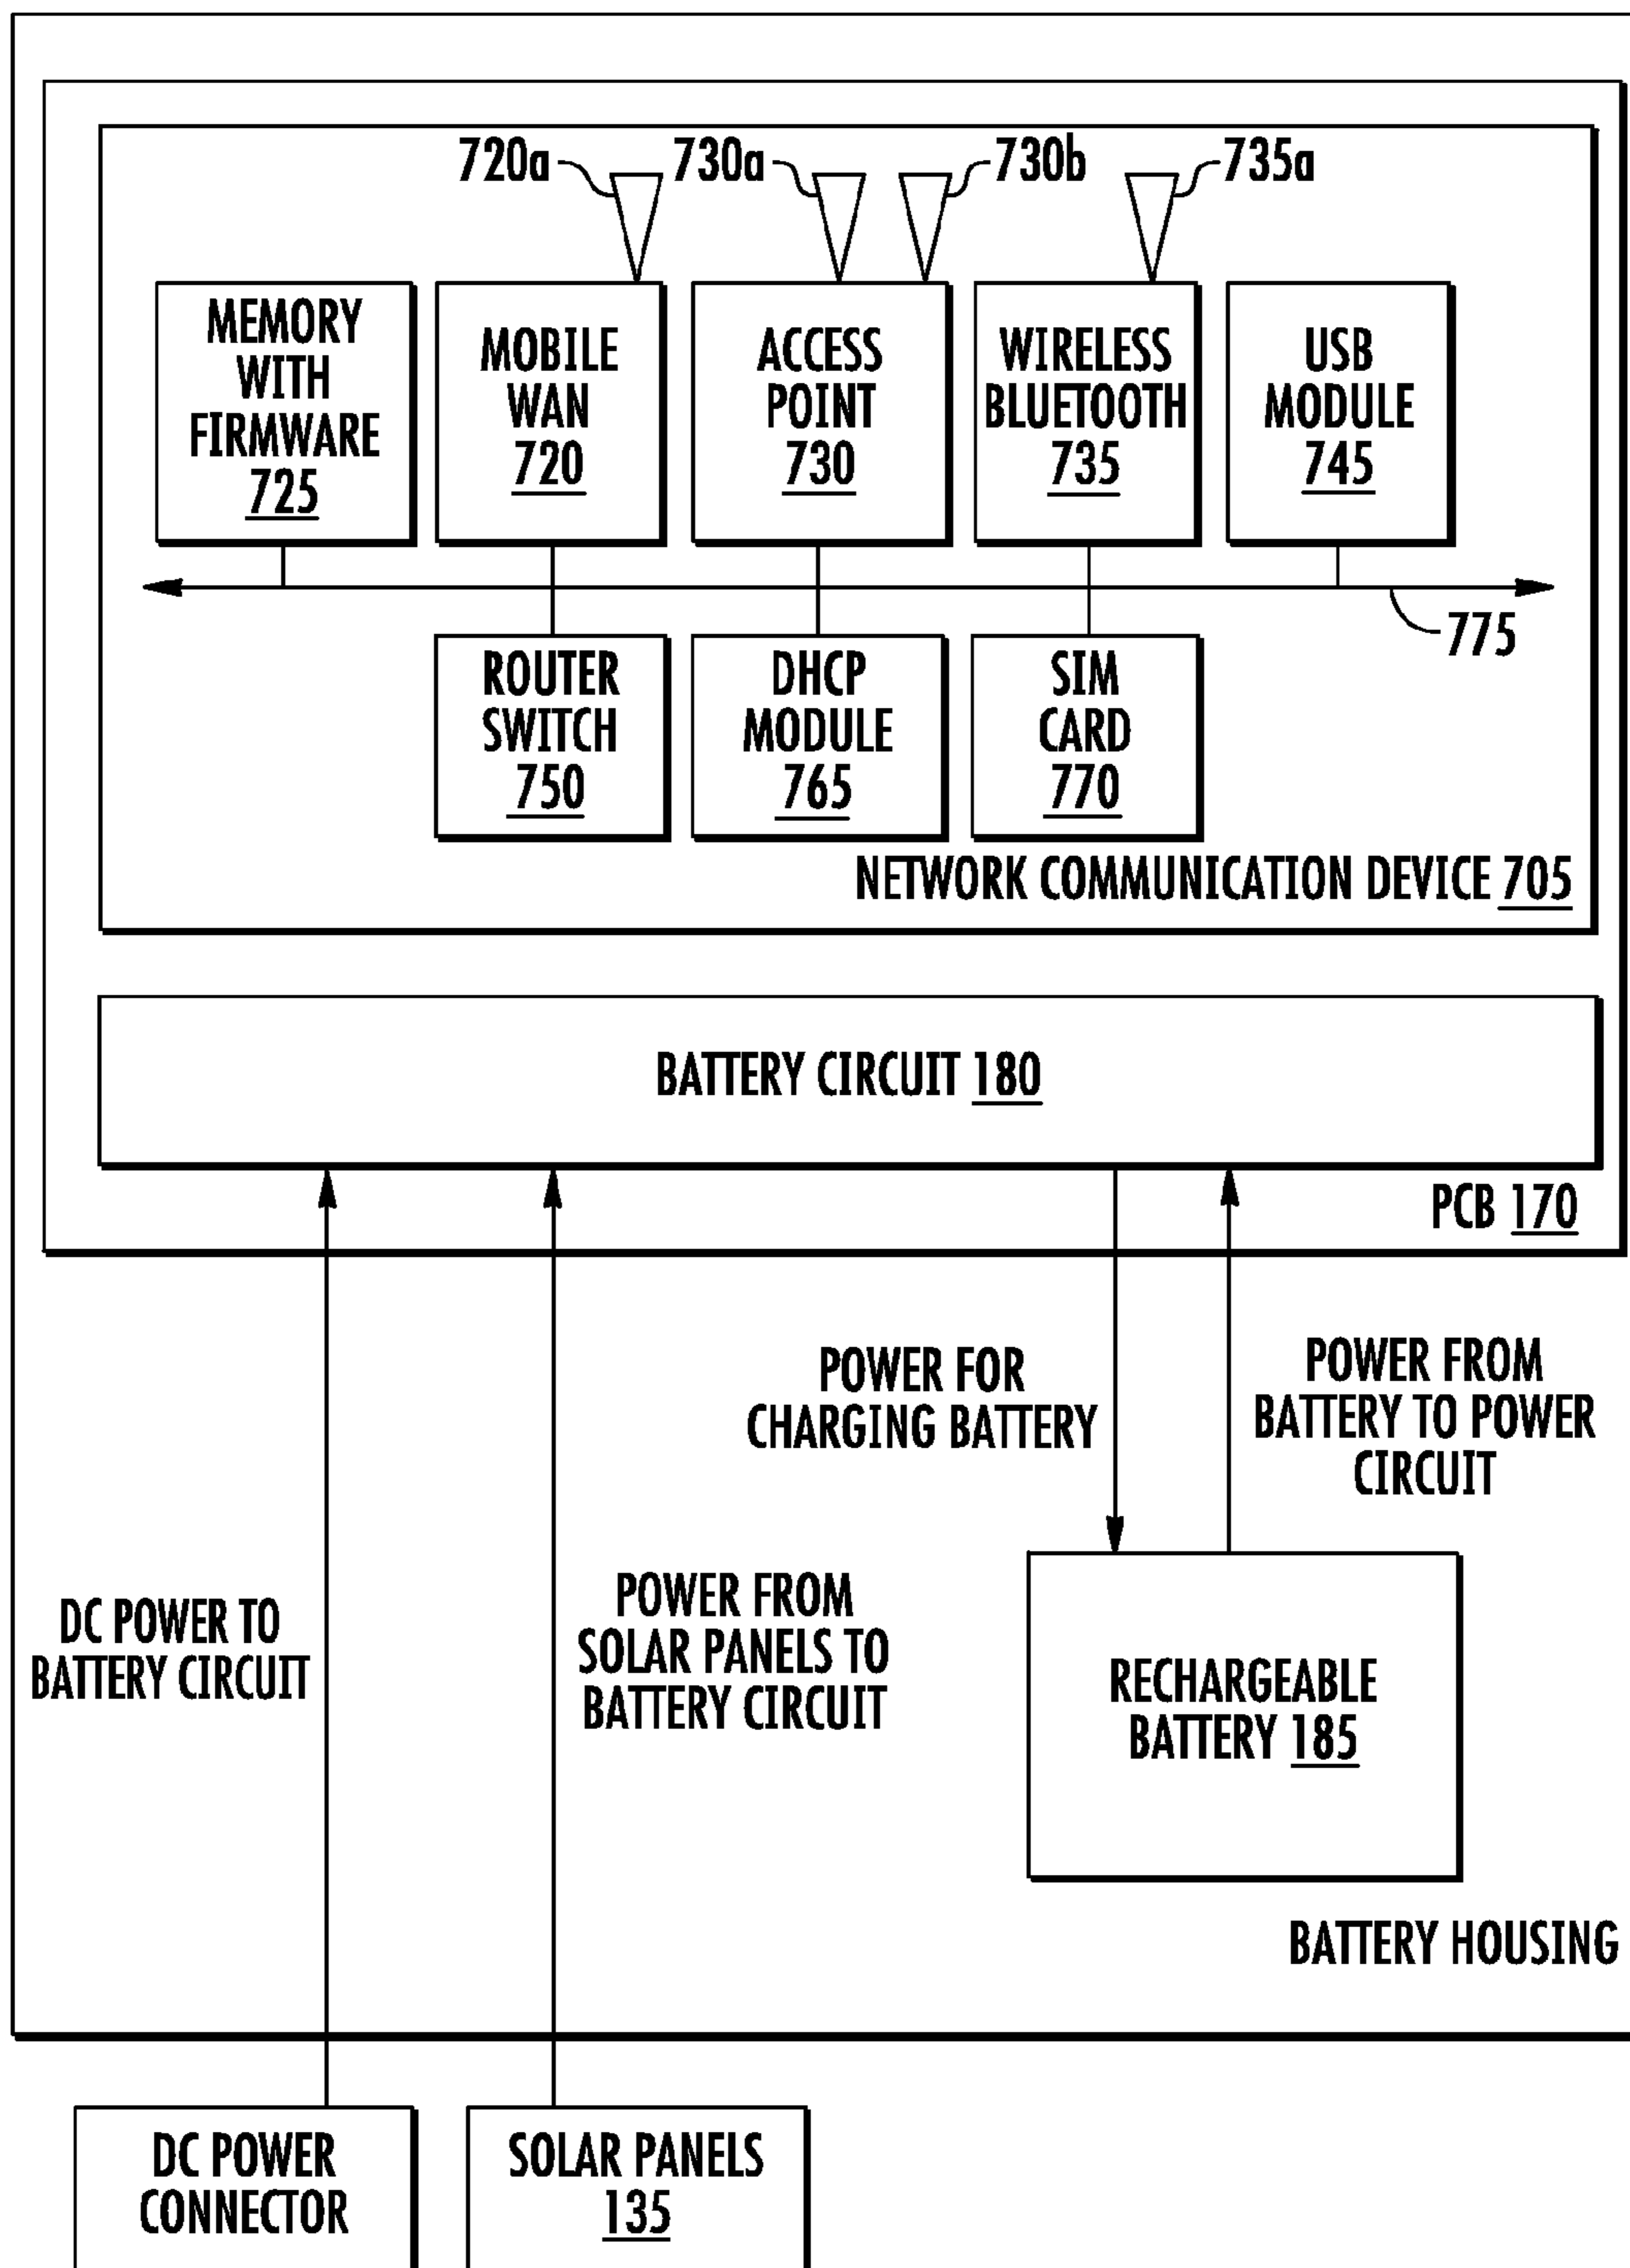 720a 730a 730b 735a
MEMORY
WITH
FIRMWARE
725
MOBILE
WAN
720
ACCESS
POINT
730
WIRELESS
BLUETOOTH
735
USB
MODULE
745
775
ROUTER
SWITCH
750
DHCP
MODULE
765
SIM
CARD
770
NETWORK COMMUNICATION DEVICE 705
BATTERY CIRCUIT 180
PCB 170
POWER FOR
CHARGING BATTERY
POWER FROM
BATTERY TO POWER
CIRCUIT
DC POWER TO
BATTERY CIRCUIT
POWER FROM
SOLAR PANELS TO
BATTERY CIRCUIT
RECHARGEABLE
BATTERY 185
BATTERY HOUSING
DC POWER
CONNECTOR
SOLAR PANELS
135